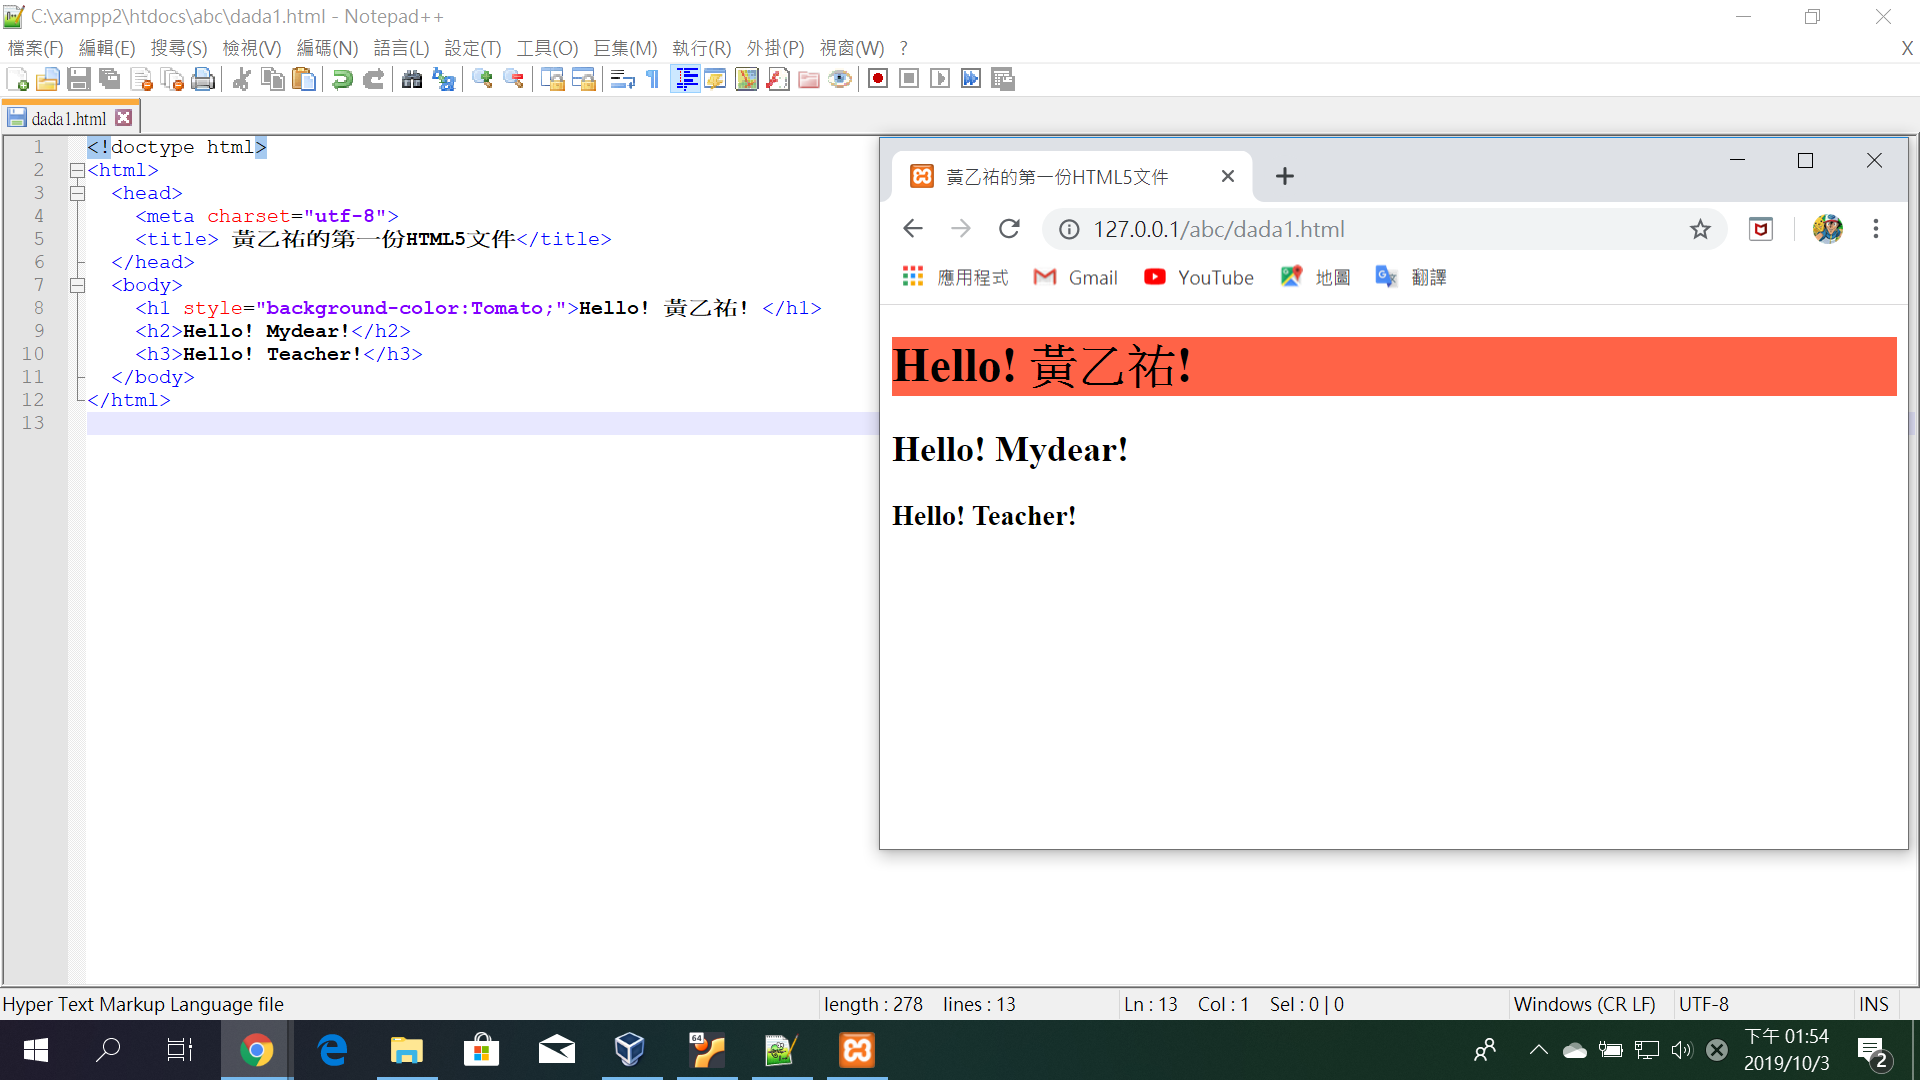 C:\xampp2\htdocs\abc\dada1.html - Notepad++
檔案(F) 編輯(E) 搜尋(S) 檢視(V) 編碼(N) 語言(L) 設定(T) 工具(O) 巨集(M) 執行(R) 外掛(P) 視窗(W) ? X
dada1.html
1 <!doctype html>
2 <html>
3 <head>
4 <meta charset="utf-8">
5 <title> 黃乙祐的第一份HTML5文件</title>
6 </head>
7 <body>
8 <h1 style="background-color:Tomato;">Hello! 黃乙祐! </h1>
9 <h2>Hello! Mydear!</h2>
10 <h3>Hello! Teacher!</h3>
11 </body>
12 </html>
13
黃乙祐的第一份HTML5文件
127.0.0.1/abc/dada1.html
應用程式 Gmail YouTube 地圖 翻譯
Hello! 黃乙祐!
Hello! Mydear!
Hello! Teacher!
Hyper Text Markup Language file length : 278 lines : 13 Ln : 13 Col : 1 Sel : 0 | 0 Windows (CR LF) UTF-8 INS
64
下午 01:54
2019/10/3
2